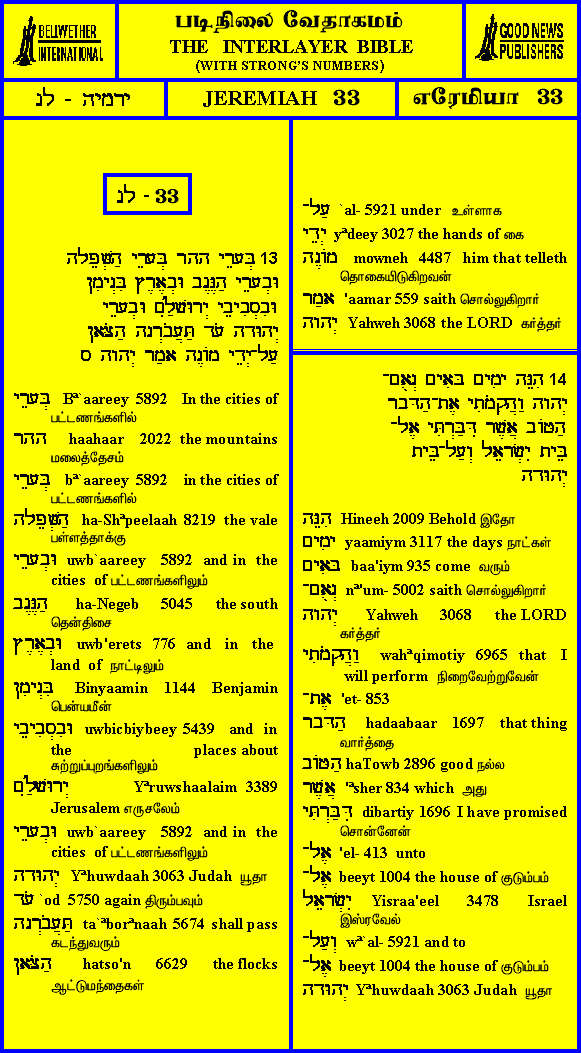 BELLWETHER
INTERNATIONAL
படிநிலை வேதாகமம்
THE INTERLAYER BIBLE
(WITH STRONG'S NUMBERS)
GOOD NEWS
PUBLISHERS
ירמיה - לג
JEREMIAH 33
எரேமியா 33
לג - 33
13 בְּעָרֵי הָהָר בְּעָרֵי הַשְּׁפֵלָה
וּבְעָרֵי הַנֶּגֶב וּבְאֶרֶץ בִּנְיָמִן
וּבִסְבִיבֵי יְרוּשָׁלִַם וּבְעָרֵי
יְהוּדָה עֹד תַּעֲבֹרְנָה הַצֹּאן
עַל־יְדֵי מוֹנֶה אָמַר יְהוָה ס
בְּעָרֵי Bª`aareey 5892 In the cities of
பட்டணங்களில்
הָהָר haahaar 2022 the mountains
மலைத்தேசம்
בְּעָרֵי bª`aareey 5892 in the cities of
பட்டணங்களில்
הַשְּׁפֵלָה ha-Shªpeelaah 8219 the vale
பள்ளத்தாக்கு
וּבְעָרֵי uwb`aareey 5892 and in the
cities of பட்டணங்களிலும்
הַנֶּגֶב ha-Negeb 5045 the south
தென்திசை
וּבְאֶרֶץ uwb'erets 776 and in the
land of நாட்டிலும்
בִּנְיָמִן Binyaamin 1144 Benjamin
பென்யமீன்
וּבִסְבִיבֵי uwbicbiybeey 5439 and in
the places about
சுற்றுப்புறங்களிலும்
יְרוּשָׁלִַם Yªruwshaalaim 3389
Jerusalem எருசலேம்
וּבְעָרֵי uwb`aareey 5892 and in the
cities of பட்டணங்களிலும்
יְהוּדָה Yªhuwdaah 3063 Judah யூதா
עֹד `od 5750 again திரும்பவும்
תַּעֲבֹרְנָה ta`ªborªnaah 5674 shall pass
கடந்துவரும்
הַצֹּאן hatso'n 6629 the flocks
ஆட்டுமந்தைகள்
עַל־ `al- 5921 under உள்ளாக
יְדֵי yªdeey 3027 the hands of கை
מוֹנֶה mowneh 4487 him that telleth
தொகையிடுகிறவன்
אָמַר 'aamar 559 saith சொல்லுகிறார்
יְהוָה Yahweh 3068 the LORD கர்த்தர்
14 הִנֵּה יָמִים בָּאִים נְאֻם־
יְהוָה וַהֲקִמֹתִי אֶת־הַדָּבָר
הַטּוֹב אֲשֶׁר דִּבַּרְתִּי אֶל־
בֵּית יִשְׂרָאֵל וְעַל־בֵּית
יְהוּדָה
הִנֵּה Hineeh 2009 Behold இதோ
יָמִים yaamiym 3117 the days நாட்கள்
בָּאִים baa'iym 935 come வரும்
נְאֻם־ nª'um- 5002 saith சொல்லுகிறார்
יְהוָה Yahweh 3068 the LORD
கர்த்தர்
וַהֲקִמֹתִי wahªqimotiy 6965 that I
will perform நிறைவேற்றுவேன்
אֶת־ 'et- 853
הַדָּבָר hadaabaar 1697 that thing
வார்த்தை
הַטּוֹב haTowb 2896 good நல்ல
אֲשֶׁר 'ªsher 834 which அது
דִּבַּרְתִּי dibartiy 1696 I have promised
சொன்னேன்
אֶל־ 'el- 413 unto
אֶל־ beeyt 1004 the house of குடும்பம்
יִשְׂרָאֵל Yisraa'eel 3478 Israel
இஸ்ரவேல்
וְעַל־ wª`al- 5921 and to
אֶל־ beeyt 1004 the house of குடும்பம்
יְהוּדָה Yªhuwdaah 3063 Judah யூதா